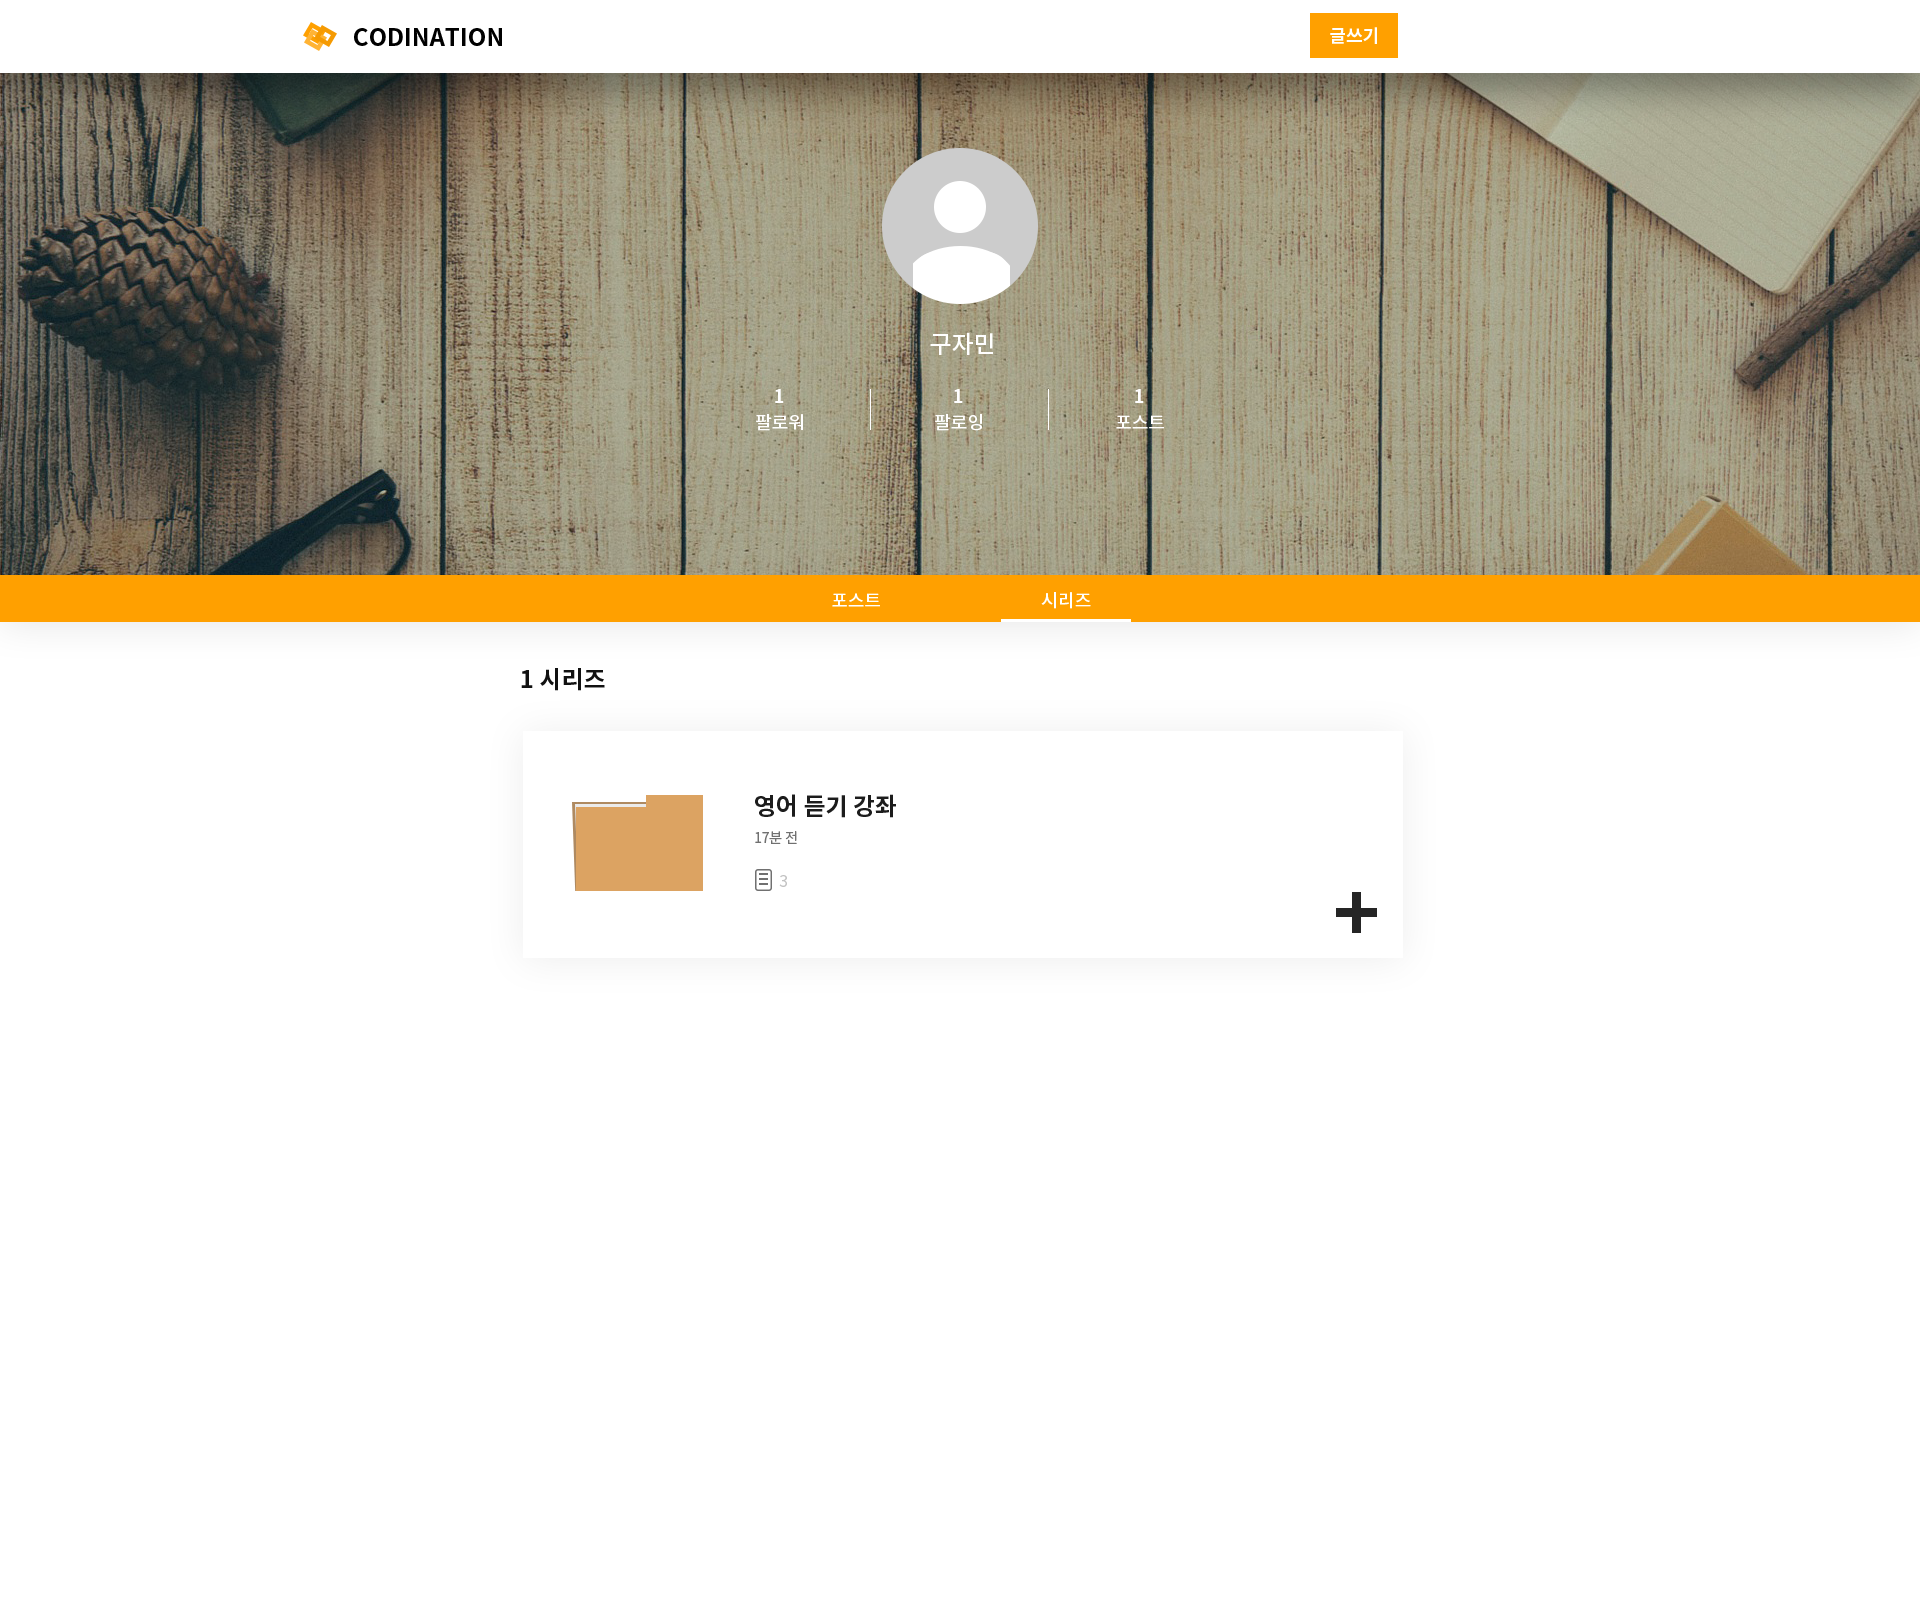 CODINATION
글쓰기
구자민
1 1 1
팔로워 팔로잉 포스트
포스트 시리즈
1 시리즈
영어 듣기 강좌
17분 전
3